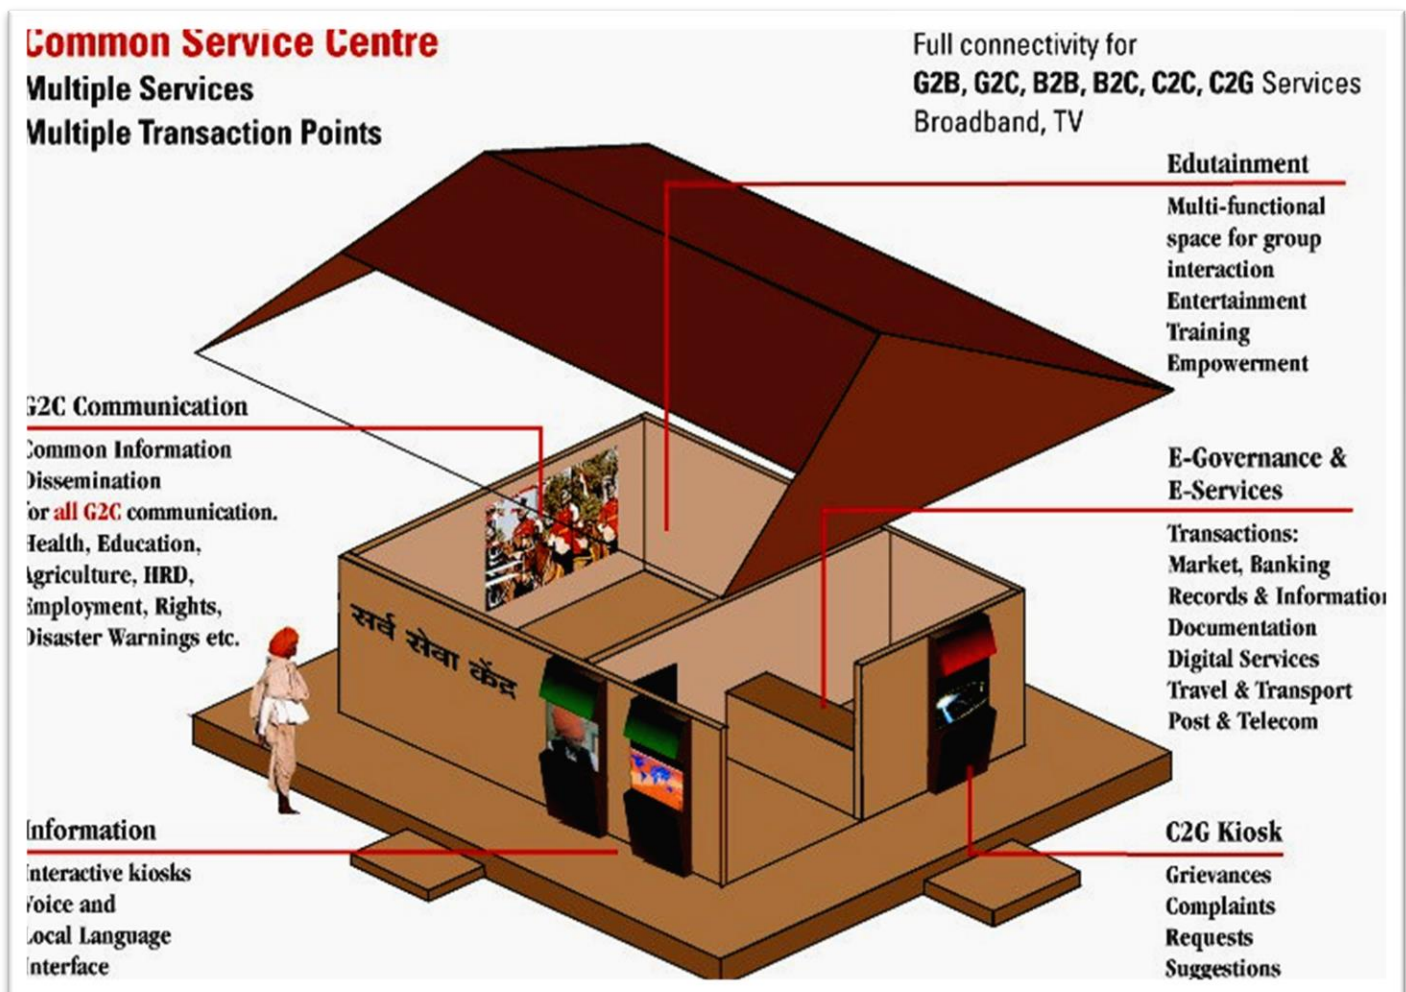 Common Service Centre
Multiple Services
Multiple Transaction Points
Full connectivity for
G2B, G2C, B2B, B2C, C2C, C2G Services
Broadband, TV
Edutainment
Multi-functional
space for group
interaction
Entertainment
Training
Empowerment
G2C Communication
Common Information
Dissemination
for all G2C communication.
Health, Education,
Agriculture, HRD,
Employment, Rights,
Disaster Warnings etc.
E-Governance &
E-Services
Transactions:
Market, Banking
Records & Information
Documentation
Digital Services
Travel & Transport
Post & Telecom
सर्व सेवा केंद्र
Information
Interactive kiosks
Voice and
Local Language
Interface
C2G Kiosk
Grievances
Complaints
Requests
Suggestions